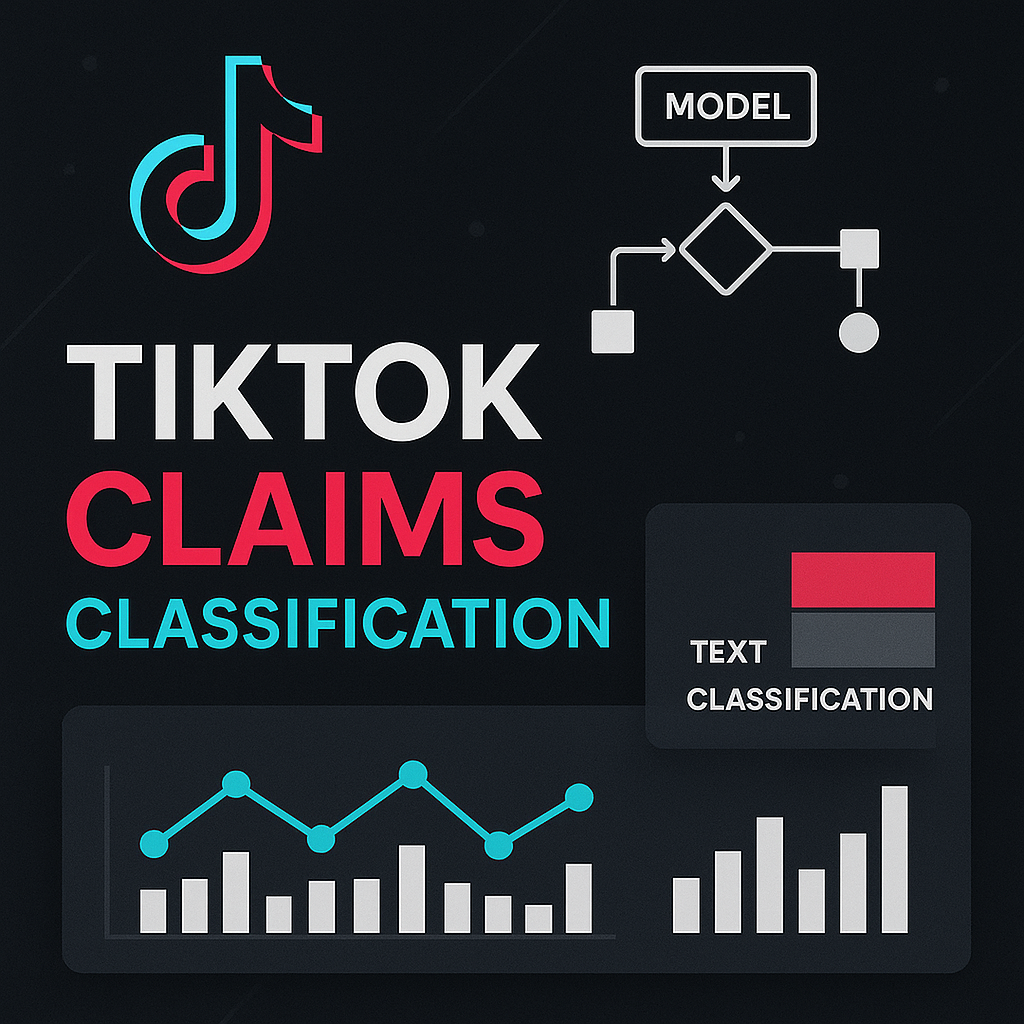 MODEL
TIKTOK
CLAIMS
CLASSIFICATION
TEXT
CLASSIFICATION